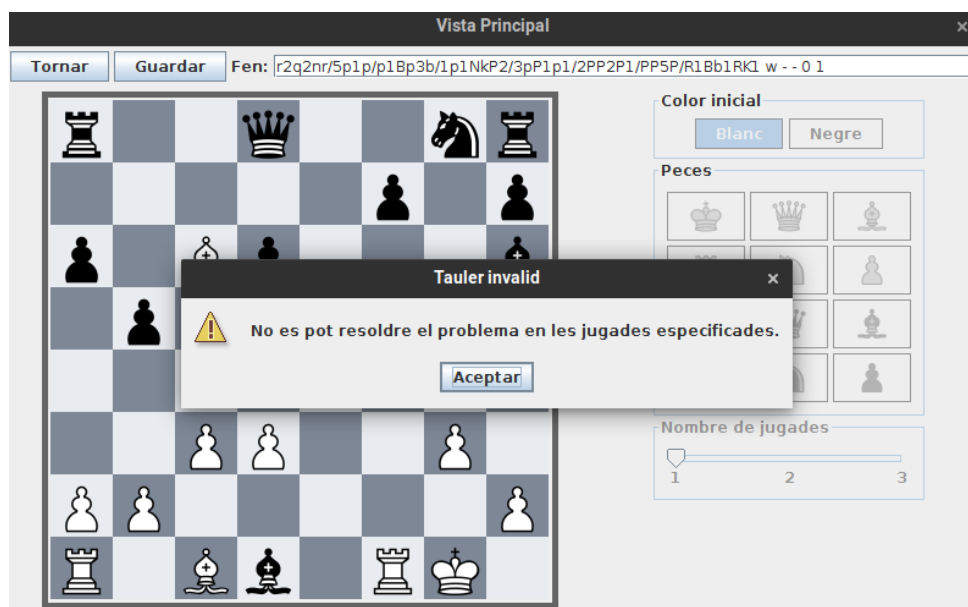 Vista Principal
Tornar Guardar Fen: r2q2nr/5p1p/p1Bp3b/1p1NkP2/3pP1p1/2PP2P1/PP5P/R1Bb1RK1 w - - 0 1
Color inicial
Blanc Negre
Peces
Tauler invalid
No es pot resoldre el problema en les jugades especificades.
Aceptar
Nombre de jugades
1 2 3